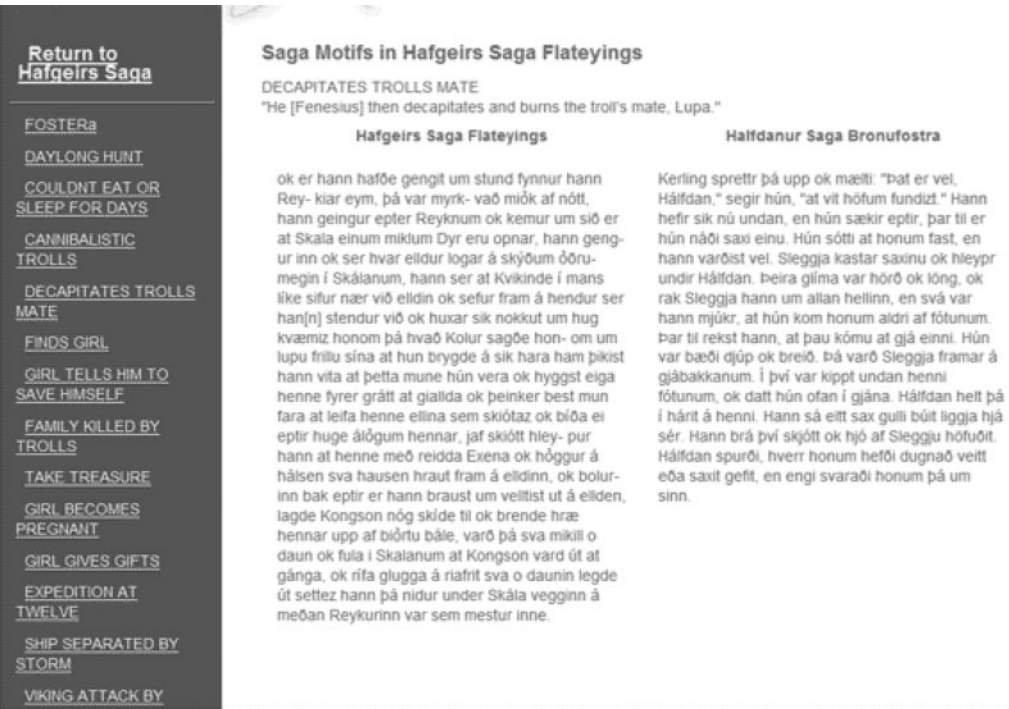 Return to
Hafgeirs Saga
FOSTERa
DAYLONG HUNT
COULDNT EAT OR
SLEEP FOR DAYS
CANNIBALISTIC
TROLLS
DECAPITATES TROLLS
MATE
FINDS GIRL
GIRL TELLS HIM TO
SAVE HIMSELF
FAMILY KILLED BY
TROLLS
TAKE TREASURE
GIRL BECOMES
PREGNANT
GIRL GIVES GIFTS
EXPEDITION AT
TWELVE
SHIP SEPARATED BY
STORM
VIKING ATTACK BY
Saga Motifs in Hafgeirs Saga Flateyings
DECAPITATES TROLLS MATE
"He [Fenesius] then decapitates and burns the troll's mate, Lupa."
Hafgeirs Saga Flateyings
ok er hann hafðe gengit um stund fynnur hann
Rey- kiar eym, þá var myrk- vað miǒk af nótt,
hann geingur epter Reyknum ok kemur um sið er
at Skala einum miklum Dyr eru opnar, hann geng-
ur inn ok ser hvar elldur logar á skýðum ǒðru-
megin í Skálanum, hann ser at Kvikinde í mans
líke sifur nær við elldin ok sefur fram á hendur ser
han[n] stendur við ok huxar sik nokkut um hug
kvæmiz honom þá hvað Kolur sagðe hon- om um
lupu frillu sína at hun brygde á sik hara ham þikist
hann vita at þetta mune hún vera ok hyggst eiga
henne fyrer grátt at giallda ok þeinker best mun
fara at leifa henne ellina sem skiótaz ok bíða ei
eptir huge álǒgum hennar, jaf skiótt hley- pur
hann at henne með reidda Exena ok hǒggur á
hálsen sva hausen hraut fram á elldinn, ok bolur-
inn bak eptir er hann braust um velltist ut á ellden,
lagde Kongson nóg skíde til ok brende hræ
hennar upp af biǒrtu bále, varð þá sva mikill o
daun ok fula i Skalanum at Kongson vard út at
gánga, ok rífa glugga á riafrit sva o daunin legde
út settez hann þá nidur under Skála vegginn á
meðan Reykurinn var sem mestur inne.
Halfdanur Saga Bronufostra
Kerling sprettr þá upp ok mælti: "Þat er vel,
Hálfdan," segir hún, "at vit höfum fundizt." Hann
hefir sik nú undan, en hún sækir eptir, þar til er
hún náði saxi einu. Hún sótti at honum fast, en
hann varðist vel. Sleggja kastar saxinu ok hleypr
undir Hálfdan. Þeira glíma var hörð ok löng, ok
rak Sleggja hann um allan hellinn, en svá var
hann mjúkr, at hún kom honum aldri af fótunum.
Þar til rekst hann, at þau kómu at gjá einni. Hún
var bæði djúp ok breið. Þá varð Sleggja framar á
gjábakkanum. Í því var kippt undan henni
fótunum, ok datt hún ofan í gjána. Hálfdan helt þá
í hárit á henni. Hann sá eitt sax gulli búit liggja hjá
sér. Hann brá því skjótt ok hjó af Sleggju höfuðit.
Hálfdan spurði, hverr honum hefði dugnað veitt
eða saxit gefit, en engi svaraði honum þá um
sinn.